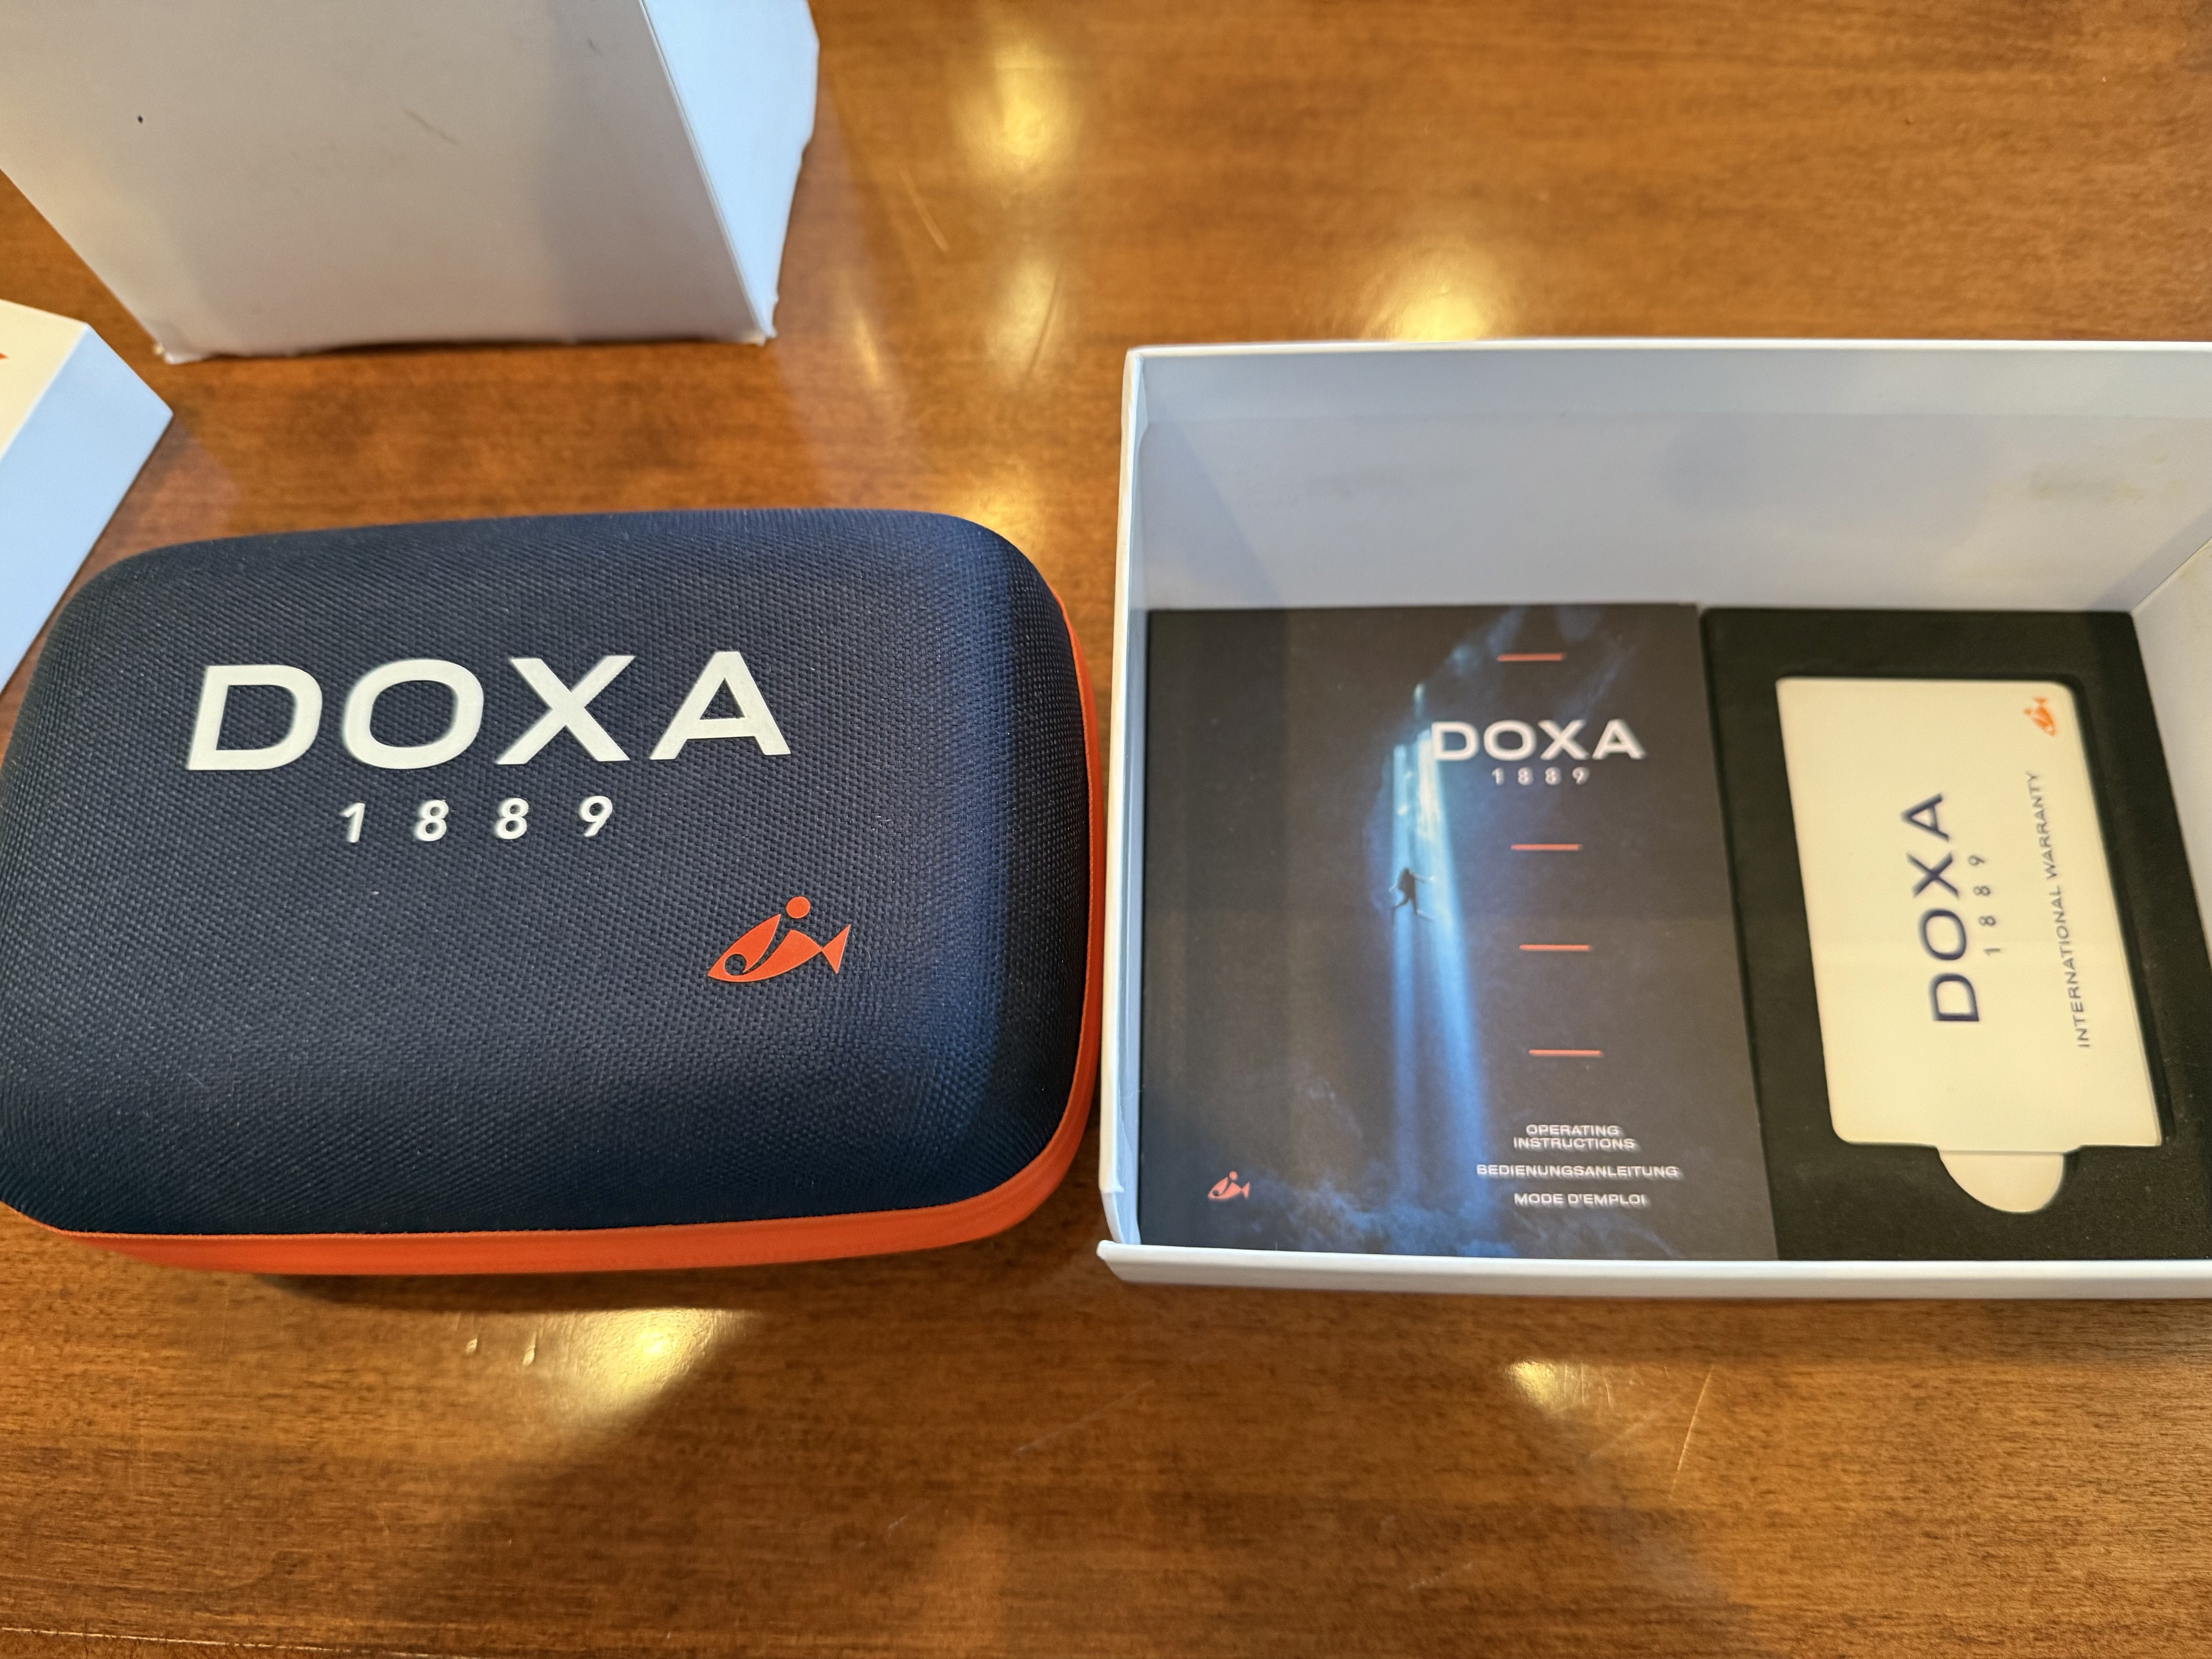 DOXA
1889
DOXA
1889
OPERATING
INSTRUCTIONS
BEDIENUNGSANLEITUNG
MODE D'EMPLOI
DOXA
1889
INTERNATIONAL WARRANTY